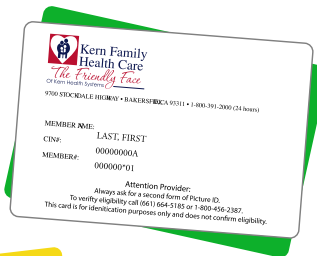 Kern Family
Health Care
The Friendly Face
Of Kern Health Systems
9700 STOCKDALE HIGHWAY • BAKERSFIELD, CA 93311 • 1-800-391-2000 (24 hours)
MEMBER NAME:
LAST, FIRST
CIN#:
00000000A
MEMBER#:
000000*01
Attention Provider:
Always ask for a second form of Picture ID.
To verifty eligibility call (661) 664-5185 or 1-800-456-2387.
This card is for idenitication purposes only and does not confirm eligibility.